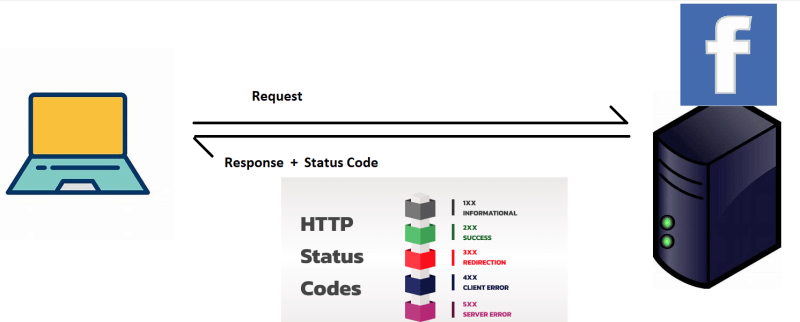 f
Request
Response + Status Code
HTTP
Status
Codes
1XX
INFORMATIONAL
2XX
SUCCESS
3XX
REDIRECTION
4XX
CLIENT ERROR
5XX
SERVER ERROR